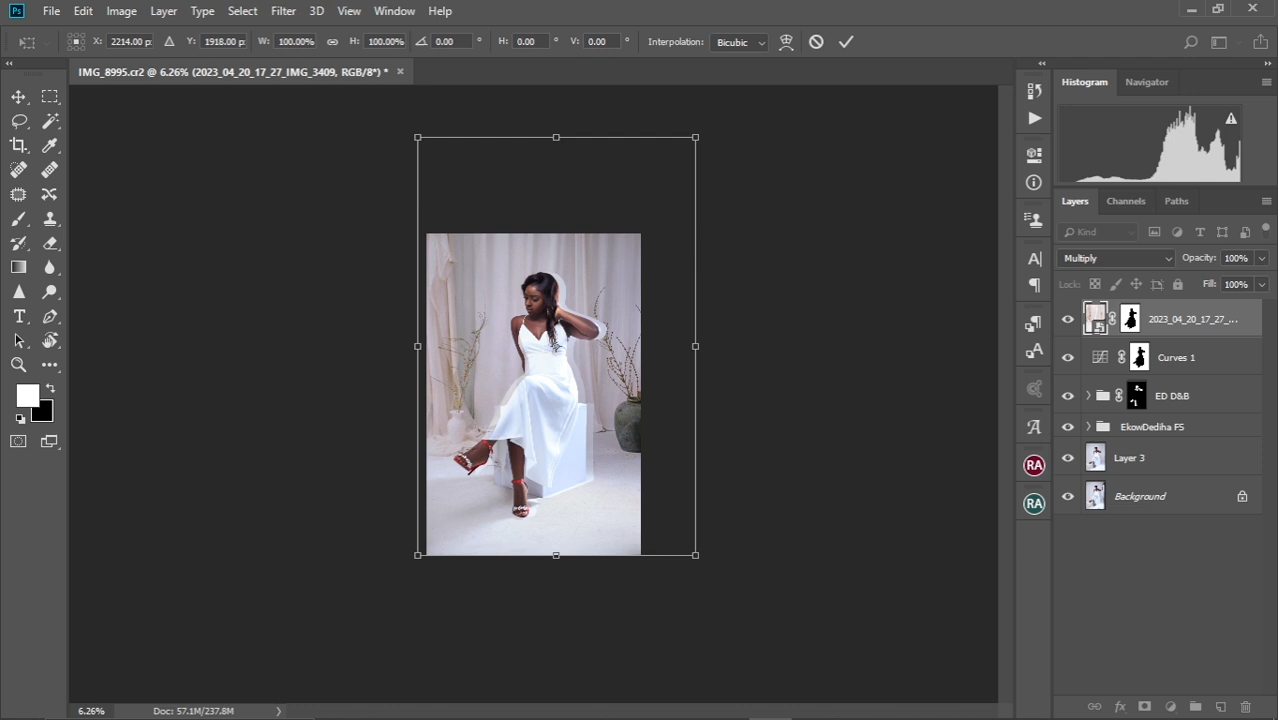 Ps File Edit Image Layer Type Select Filter 3D View Window Help
X: 2214.00 p: Y: 1918.00 p: W: 100.00% H: 100.00% 0.00 ° H: 0.00 ° V: 0.00 ° Interpolation: Bicubic
IMG_8995.cr2 @ 6.26% (2023_04_20_17_27_IMG_3409, RGB/8*) *
Histogram Navigator
Layers Channels Paths
Kind
Multiply Opacity: 100%
Lock: Fill: 100%
2023_04_20_17_27_...
Curves 1
ED D&B
EkowDediha FS
Layer 3
Background
RA
RA
6.26% Doc: 57.1M/237.8M